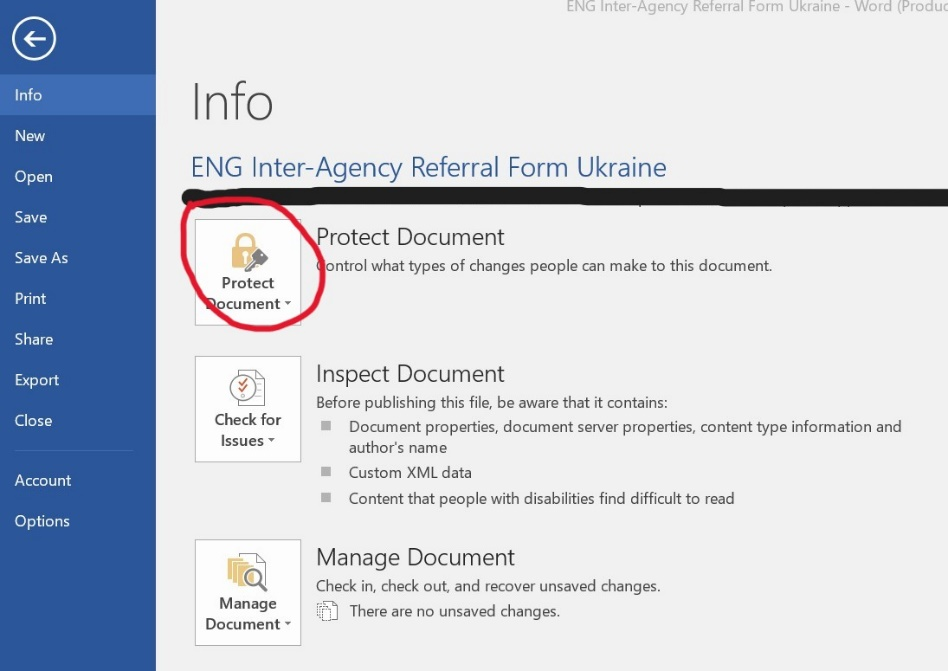 ENG Inter-Agency Referral Form Ukraine - Word (Produc
Info
New
Open
Save
Save As
Print
Share
Export
Close
Account
Options
Info
ENG Inter-Agency Referral Form Ukraine
Protect
Document
Protect Document
Control what types of changes people can make to this document.
Check for
Issues
Inspect Document
Before publishing this file, be aware that it contains:
Document properties, document server properties, content type information and
author's name
Custom XML data
Content that people with disabilities find difficult to read
Manage
Document
Manage Document
Check in, check out, and recover unsaved changes.
There are no unsaved changes.